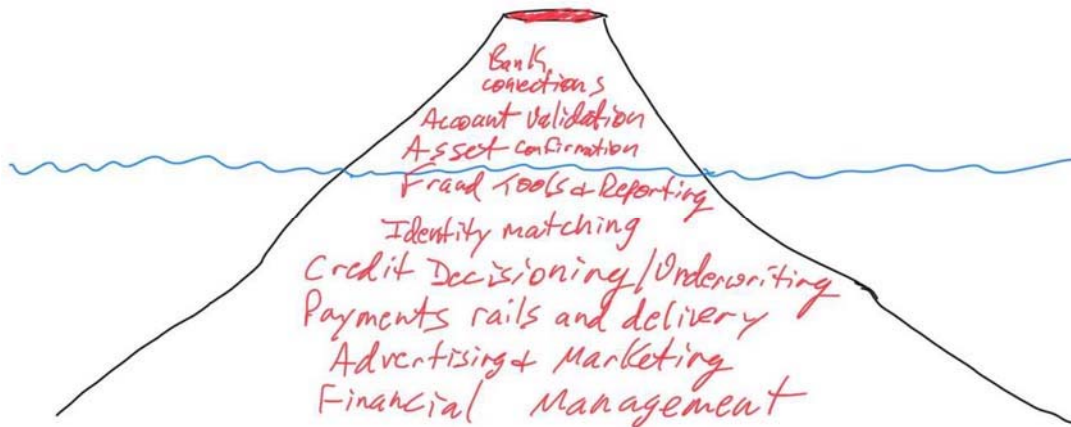 Bank
conections
Account Validation
Asset confirmation
Fraud Tools & Reporting
Identity matching
Credit Decisioning/Underwriting
Payments rails and delivery
Advertising & Marketing
Financial Management